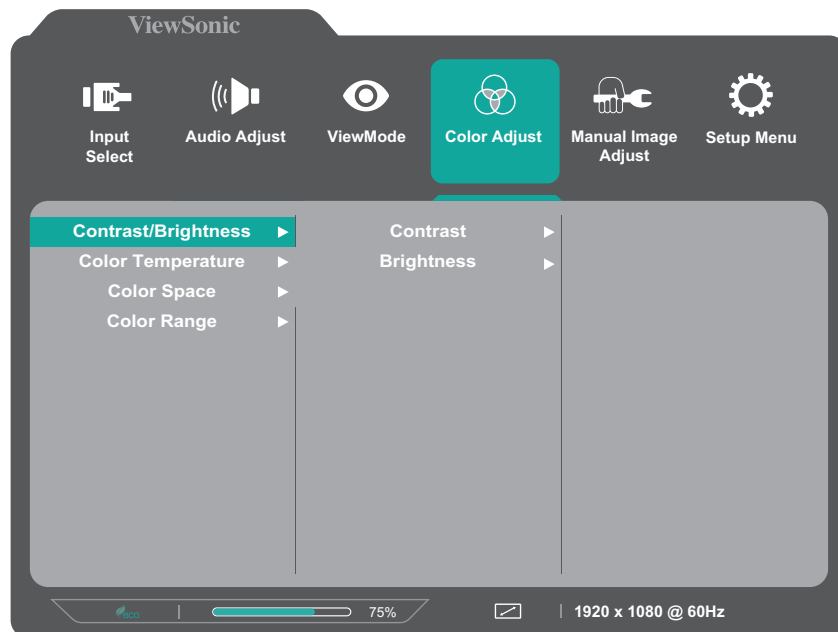 ViewSonic
Input
Select
Audio Adjust
ViewMode
Color Adjust
Manual Image
Adjust
Setup Menu
Contrast/Brightness
Color Temperature
Color Space
Color Range
Contrast
Brightness
eco
75%
1920 x 1080 @ 60Hz